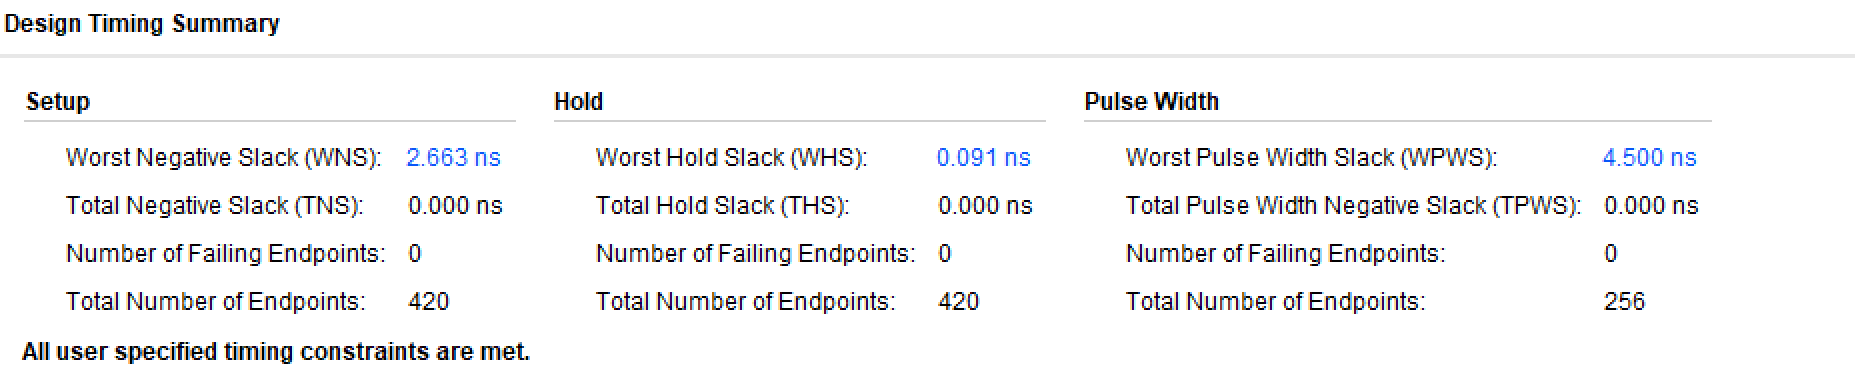 Design Timing Summary
Setup
Hold
Pulse Width
Worst Negative Slack (WNS): 2.663 ns
Worst Hold Slack (WHS): 0.091 ns
Worst Pulse Width Slack (WPWS): 4.500 ns
Total Negative Slack (TNS): 0.000 ns
Total Hold Slack (THS): 0.000 ns
Total Pulse Width Negative Slack (TPWS): 0.000 ns
Number of Failing Endpoints: 0
Number of Failing Endpoints: 0
Number of Failing Endpoints: 0
Total Number of Endpoints: 420
Total Number of Endpoints: 420
Total Number of Endpoints: 256
All user specified timing constraints are met.